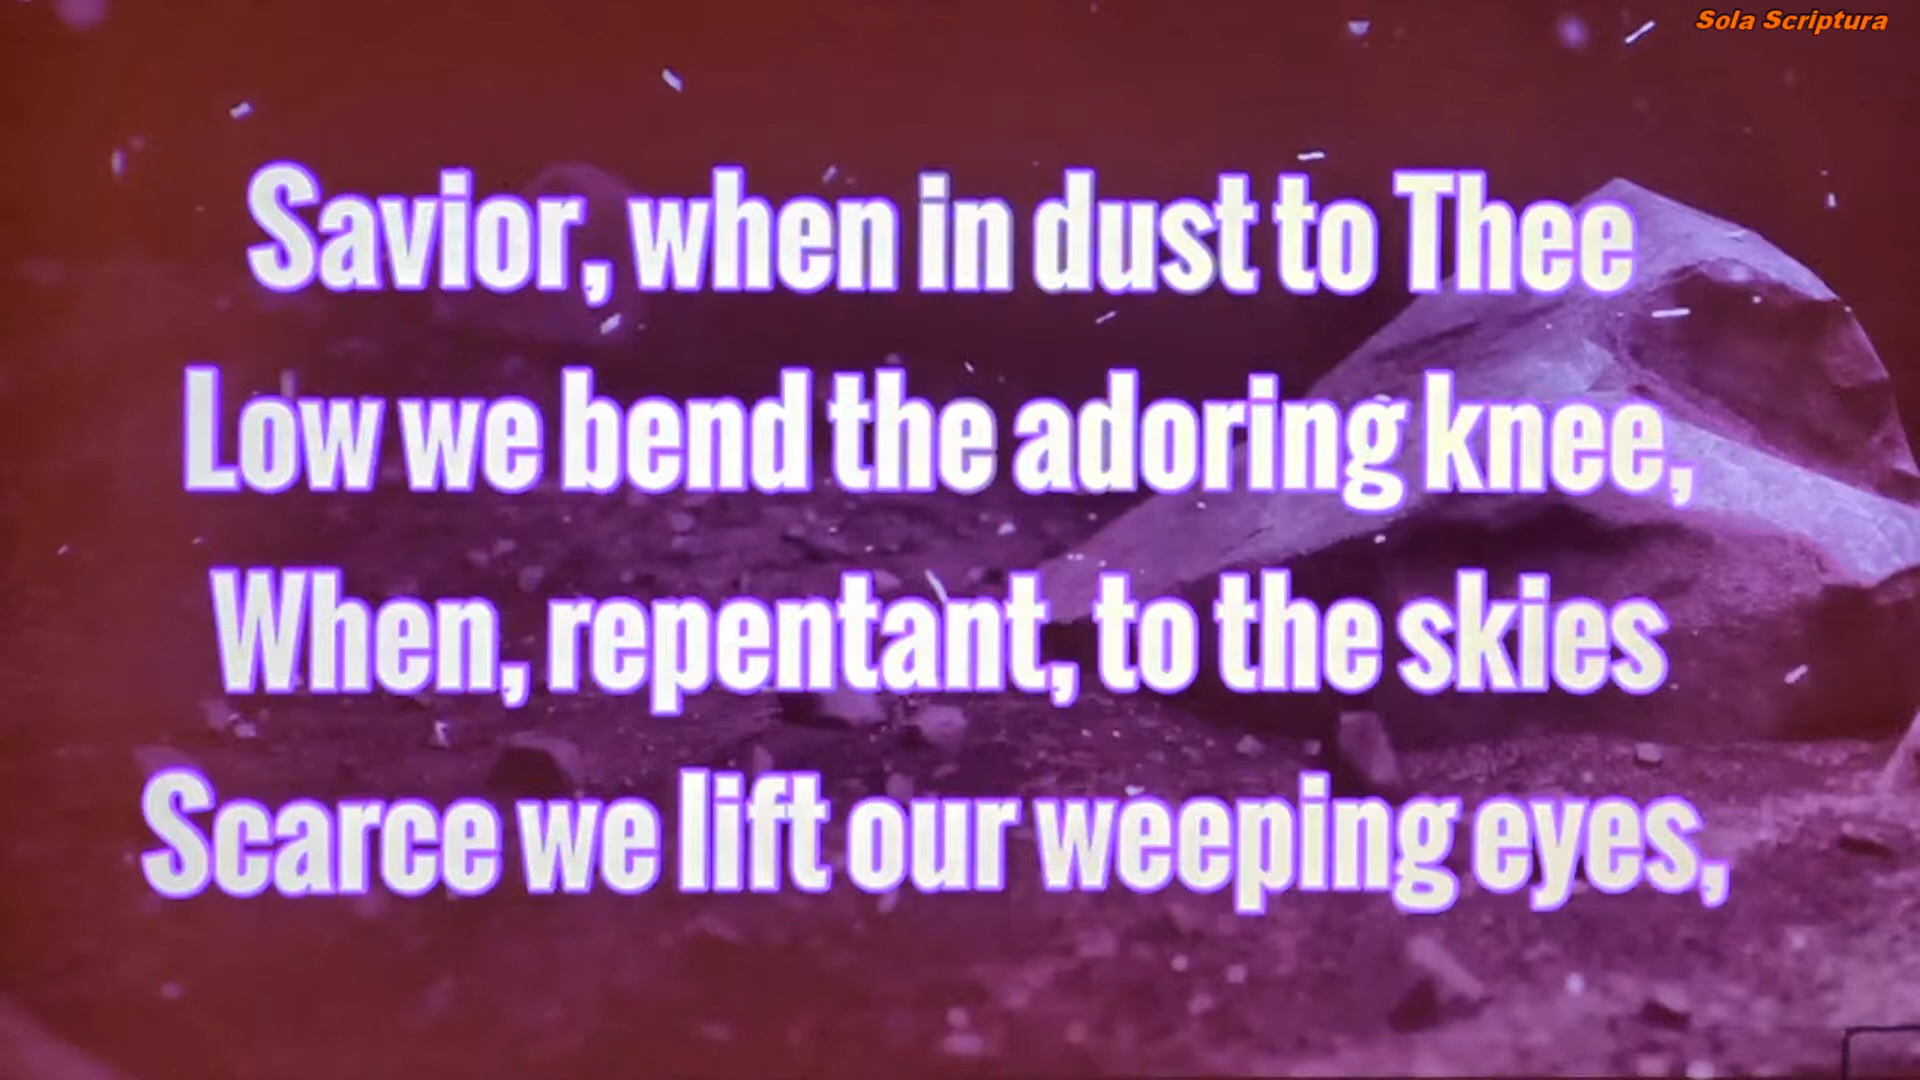 Sola Scriptura
Savior, when in dust to Thee
Low we bend the adoring knee,
When, repentant, to the skies
Scarce we lift our weeping eyes,